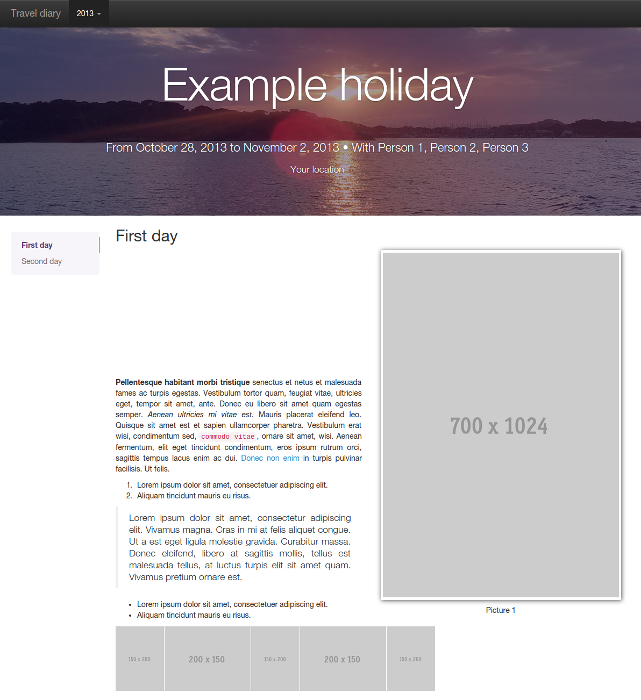 Travel diary 2013
Example holiday
From October 28, 2013 to November 2, 2013 • With Person 1, Person 2, Person 3
Your location
First day
Second day
First day
700 x 1024
Picture 1
Pellentesque habitant morbi tristique senectus et netus et malesuada
fames ac turpis egestas. Vestibulum tortor quam, feugiat vitae, ultricies
eget, tempor sit amet, ante. Donec eu libero sit amet quam egestas
semper. Aenean ultricies mi vitae est. Mauris placerat eleifend leo.
Quisque sit amet est et sapien ullamcorper pharetra. Vestibulum erat
wisi, condimentum sed, commodo vitae, ornare sit amet, wisi. Aenean
fermentum, elit eget tincidunt condimentum, eros ipsum rutrum orci,
sagittis tempus lacus enim ac dui. Donec non enim in turpis pulvinar
facilisis. Ut felis.
1. Lorem ipsum dolor sit amet, consectetuer adipiscing elit.
2. Aliquam tincidunt mauris eu risus.
Lorem ipsum dolor sit amet, consectetur adipiscing
elit. Vivamus magna. Cras in mi at felis aliquet congue.
Ut a est eget ligula molestie gravida. Curabitur massa.
Donec eleifend, libero at sagittis mollis, tellus est
malesuada tellus, at luctus turpis elit sit amet quam.
Vivamus pretium ornare est.
• Lorem ipsum dolor sit amet, consectetuer adipiscing elit.
• Aliquam tincidunt mauris eu risus.
150 x 200 200 x 150 150 x 200 200 x 150 150 x 200